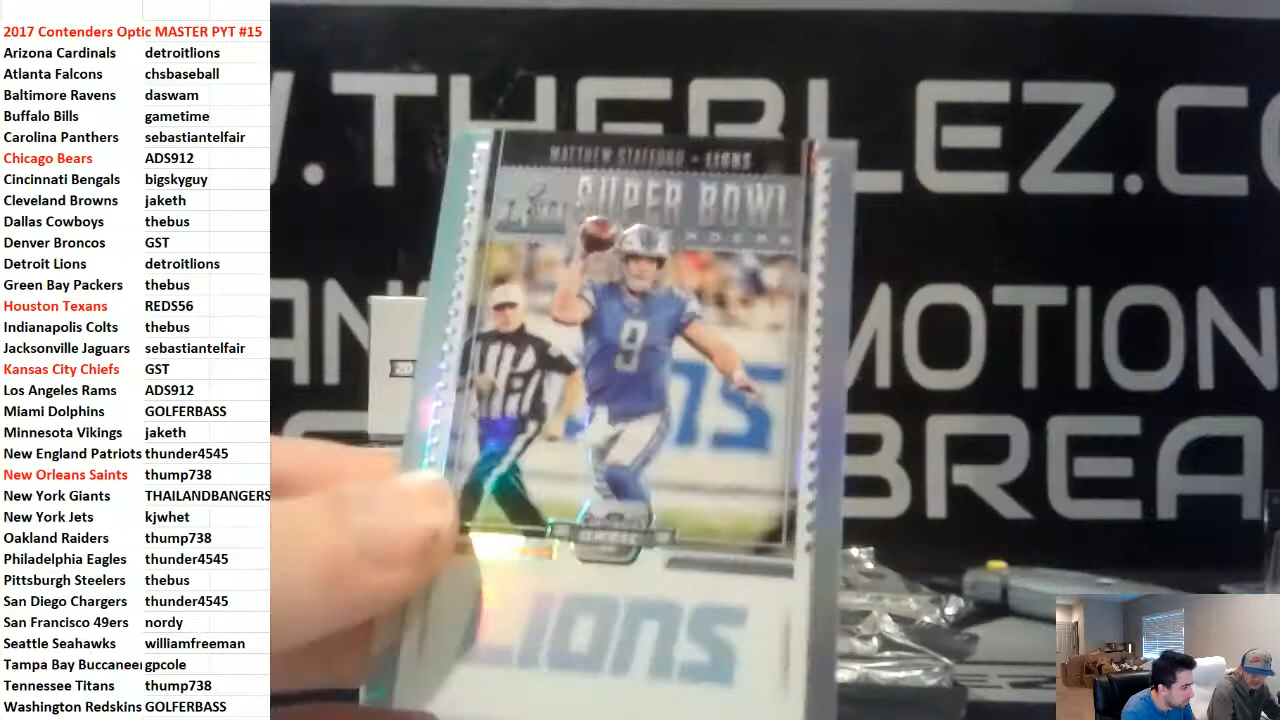 2017 Contenders Optic MASTER PYT #15
Arizona Cardinals detroitlions
Atlanta Falcons chsbaseball
Baltimore Ravens daswam
Buffalo Bills gametime
Carolina Panthers sebastiantelfair
Chicago Bears ADS912
Cincinnati Bengals bigskyguy
Cleveland Browns jaketh
Dallas Cowboys thebus
Denver Broncos GST
Detroit Lions detroitlions
Green Bay Packers thebus
Houston Texans REDS56
Indianapolis Colts thebus
Jacksonville Jaguars sebastiantelfair
Kansas City Chiefs GST
Los Angeles Rams ADS912
Miami Dolphins GOLFERBASS
Minnesota Vikings jaketh
New England Patriots thunder4545
New Orleans Saints thump738
New York Giants THAILANDBANGERS
New York Jets kjwhet
Oakland Raiders thump738
Philadelphia Eagles thunder4545
Pittsburgh Steelers thebus
San Diego Chargers thunder4545
San Francisco 49ers nordy
Seattle Seahawks williamfreeman
Tampa Bay Buccaneer gpcole
Tennessee Titans thump738
Washington Redskins GOLFERBASS
W.THEBLEZ.CO
MATTHEW STAFFORD • LIONS
SUPER BOWL
AN MOTION
9
BREA
LIONS